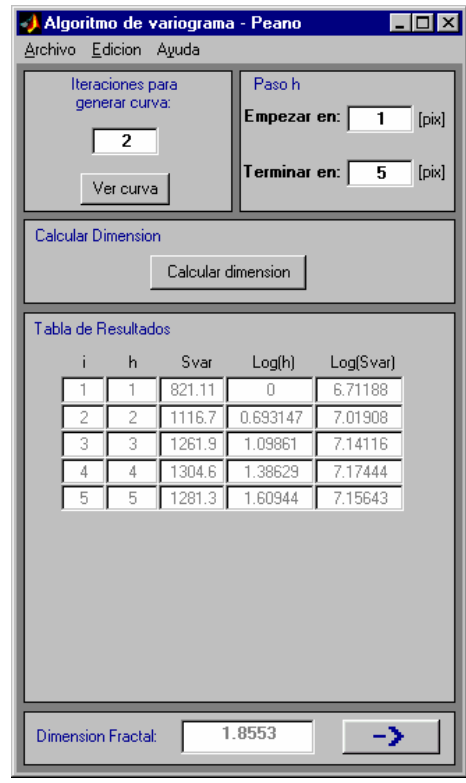 Algoritmo de variograma - Peano
Archivo Edicion Ayuda
Iteraciones para
generar curva:
2
Ver curva
Paso h
Empezar en: 1 [pix]
Terminar en: 5 [pix]
Calcular Dimension
Calcular dimension
Tabla de Resultados
i h Svar Log(h) Log(Svar)
1 1 821.11 0 6.71188
2 2 1116.7 0.693147 7.01908
3 3 1261.9 1.09861 7.14116
4 4 1304.6 1.38629 7.17444
5 5 1281.3 1.60944 7.15643
Dimension Fractal: 1.8553 ->